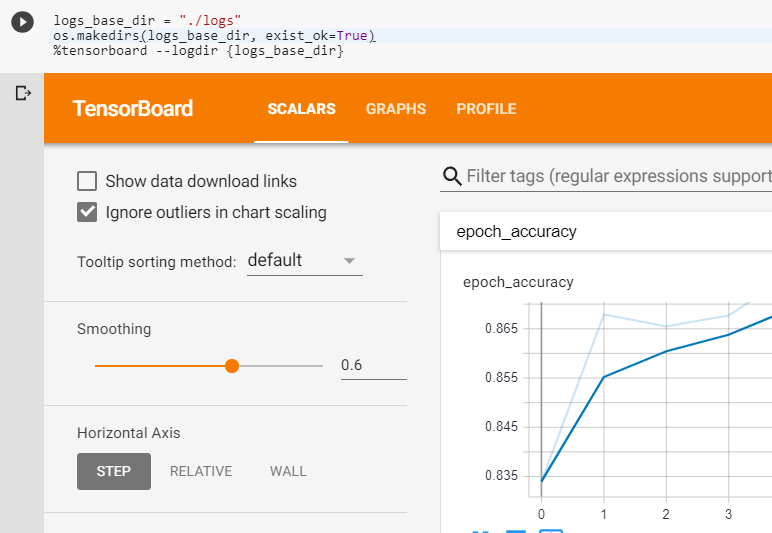 logs_base_dir = "./logs"
os.makedirs(logs_base_dir, exist_ok=True)
%tensorboard --logdir {logs_base_dir}
TensorBoard SCALARS GRAPHS PROFILE
Show data download links
Ignore outliers in chart scaling
Tooltip sorting method: default
Smoothing
0.6
Horizontal Axis
STEP RELATIVE WALL
Filter tags (regular expressions support
epoch_accuracy
epoch_accuracy
0.865
0.855
0.845
0.835
0 1 2 3